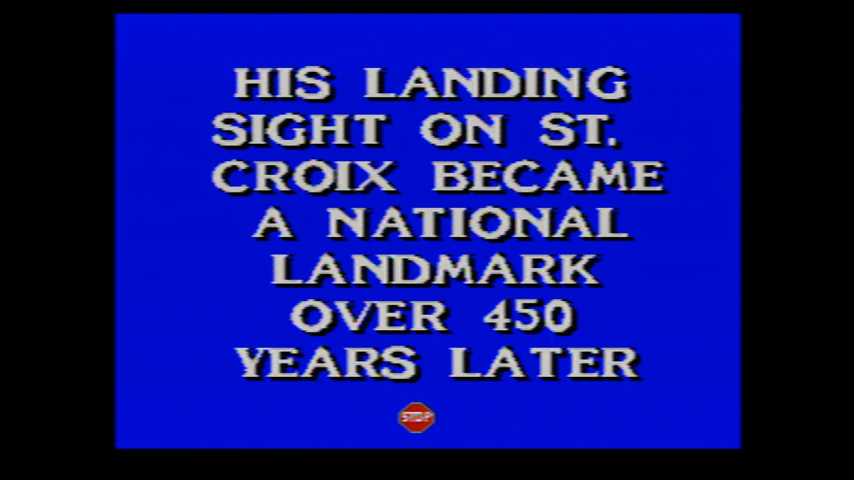 HIS LANDING
SIGHT ON ST.
CROIX BECAME
A NATIONAL
LANDMARK
OVER 450
YEARS LATER
STOP